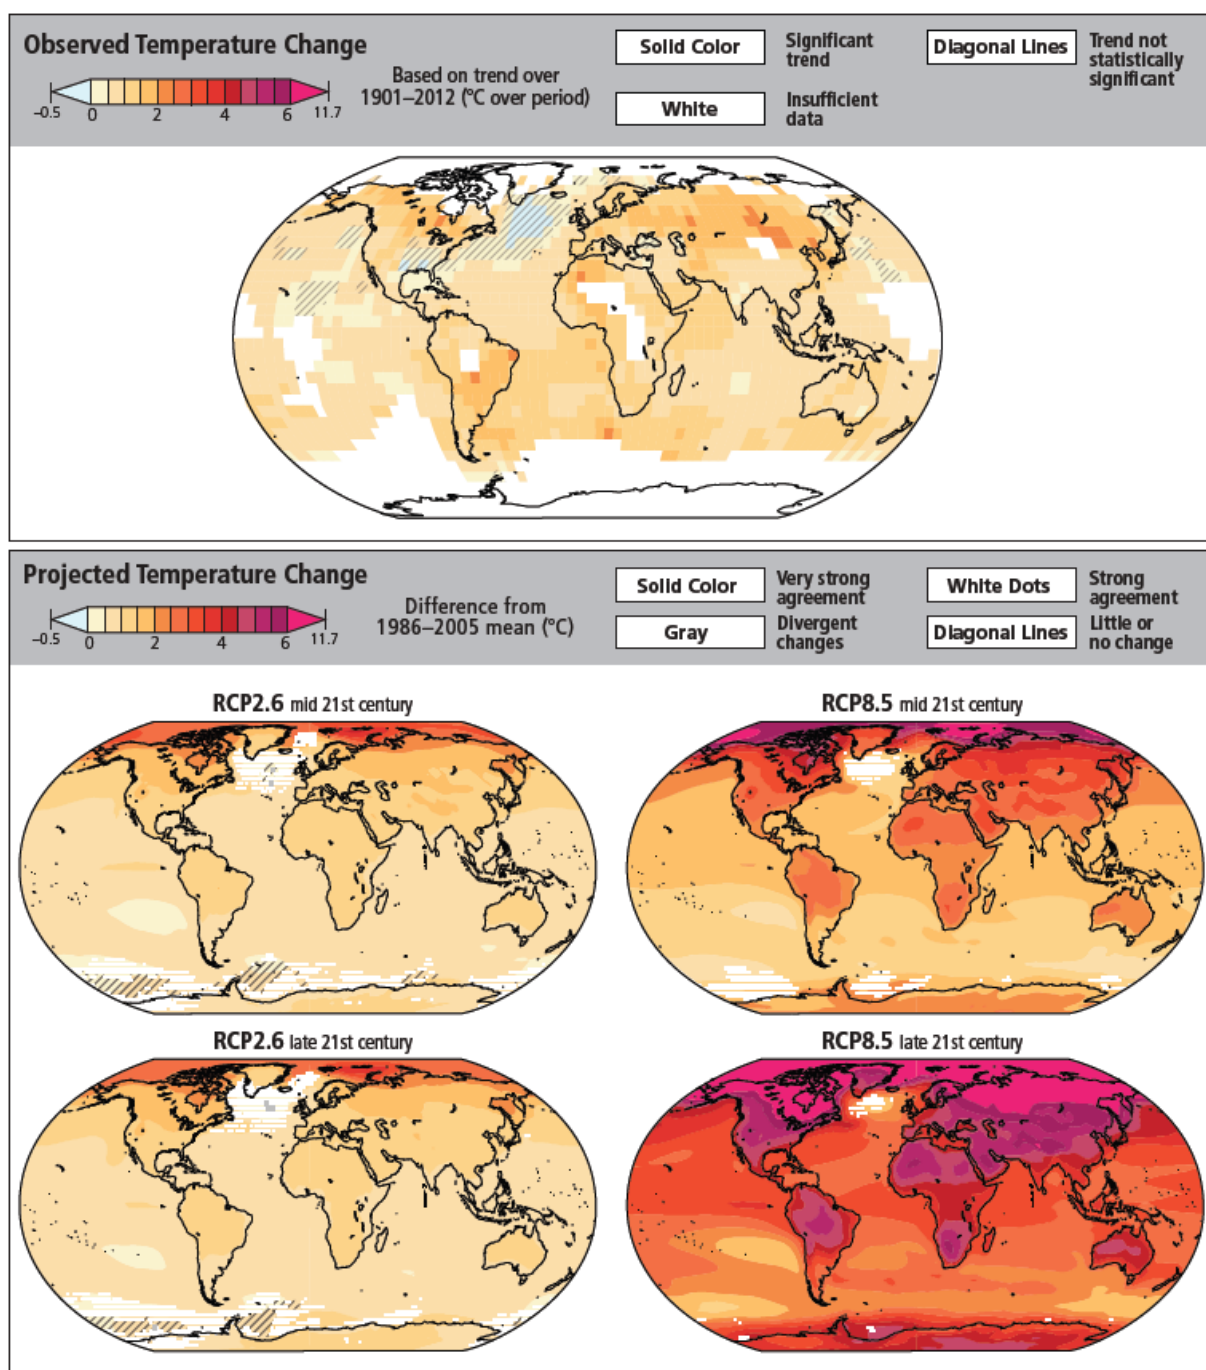 Observed Temperature Change
−0.5 0 2 4 6 11.7
Based on trend over
1901–2012 (°C over period)
Solid Color
Significant
trend
Diagonal Lines
Trend not
statistically
significant
White
Insufficient
data
Projected Temperature Change
−0.5 0 2 4 6 11.7
Difference from
1986–2005 mean (°C)
Solid Color
Very strong
agreement
White Dots
Strong
agreement
Gray
Divergent
changes
Diagonal Lines
Little or
no change
RCP2.6 mid 21st century
RCP8.5 mid 21st century
RCP2.6 late 21st century
RCP8.5 late 21st century